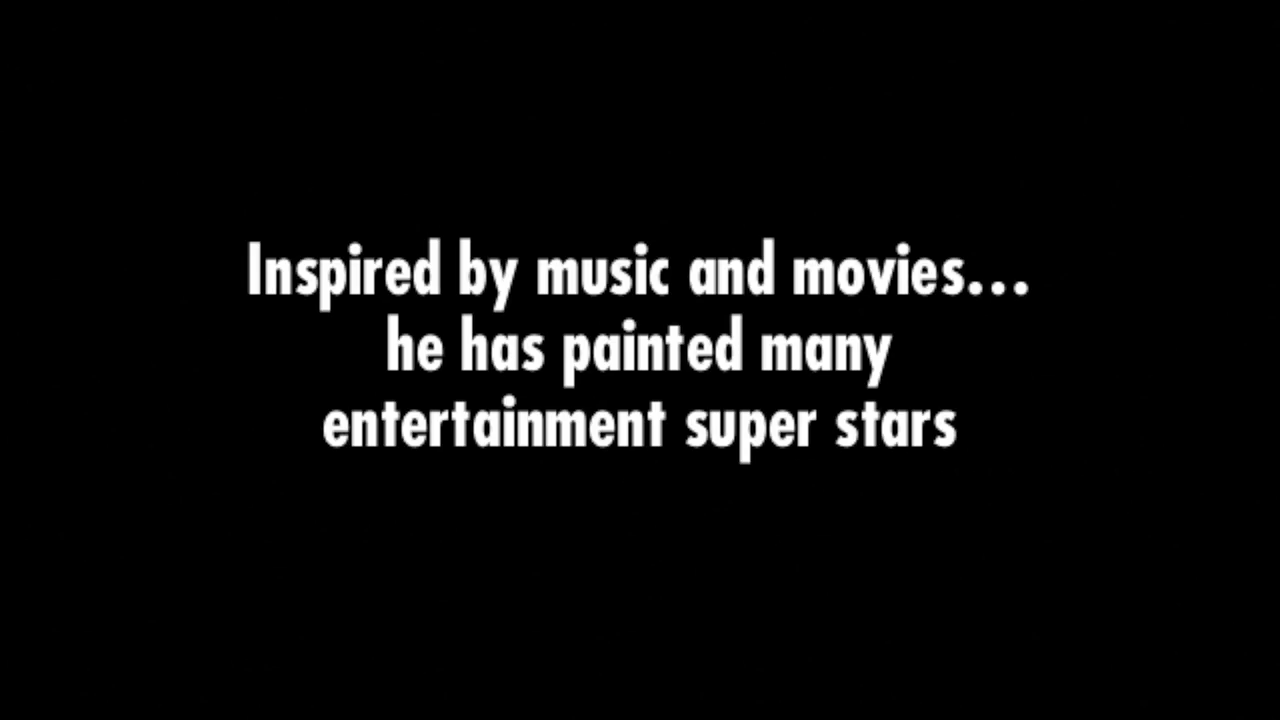 Inspired by music and movies...
he has painted many
entertainment super stars